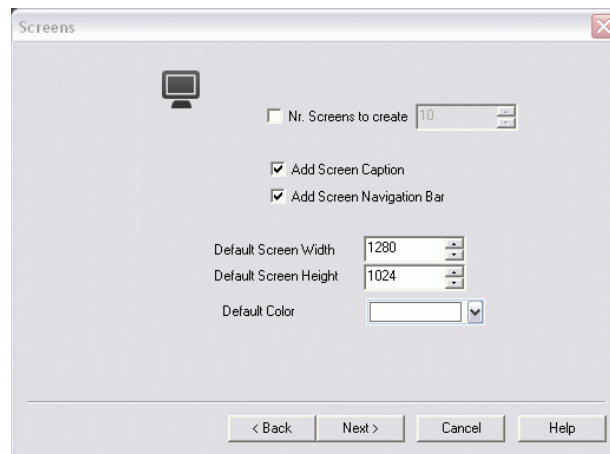 Screens
Nr. Screens to create 10
Add Screen Caption
Add Screen Navigation Bar
Default Screen Width 1280
Default Screen Height 1024
Default Color
< Back Next > Cancel Help